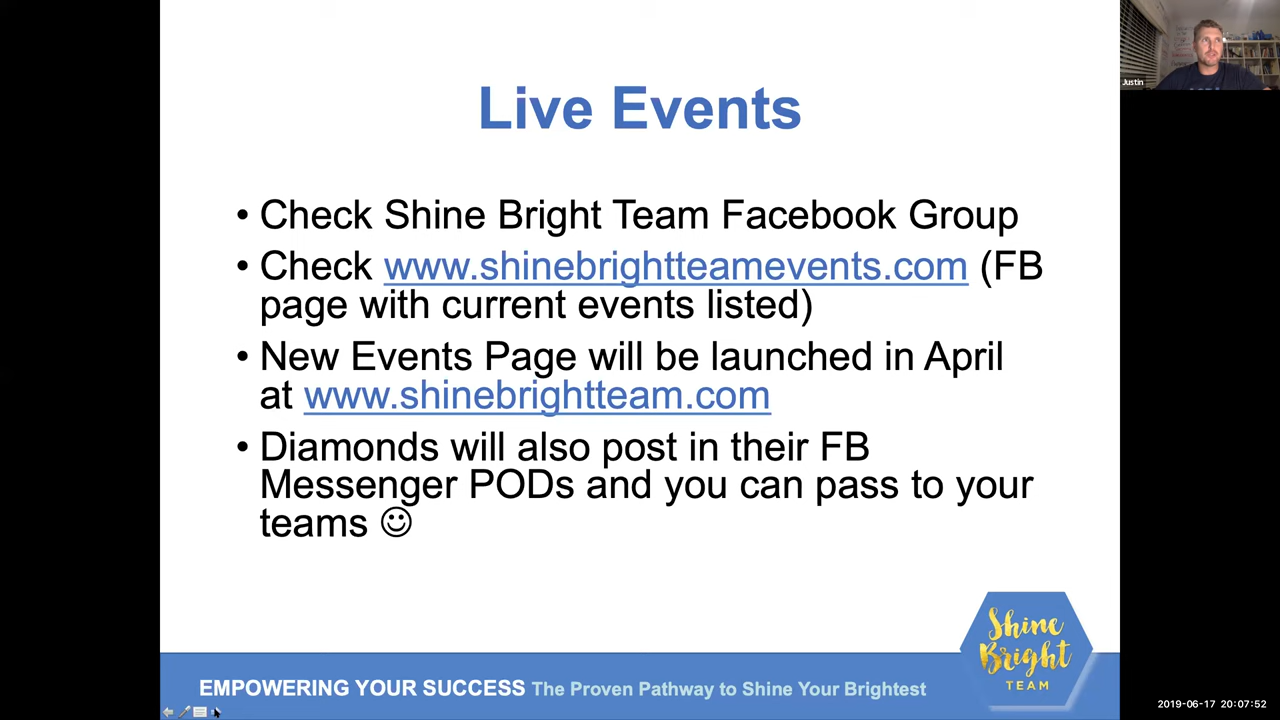 Live Events
• Check Shine Bright Team Facebook Group
• Check www.shinebrightteamevents.com (FB
page with current events listed)
• New Events Page will be launched in April
at www.shinebrightteam.com
• Diamonds will also post in their FB
Messenger PODs and you can pass to your
teams ☺
EMPOWERING YOUR SUCCESS The Proven Pathway to Shine Your Brightest
Shine
Bright
TEAM
Justin
2019-06-17 20:07:52